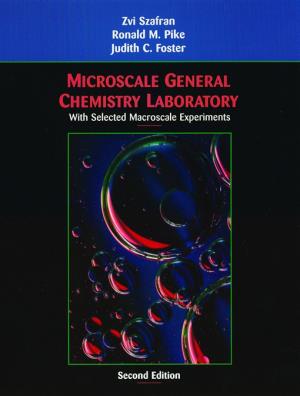 Zvi Szafran
Ronald M. Pike
Judith C. Foster
MICROSCALE GENERAL
CHEMISTRY LABORATORY
With Selected Macroscale Experiments
Second Edition